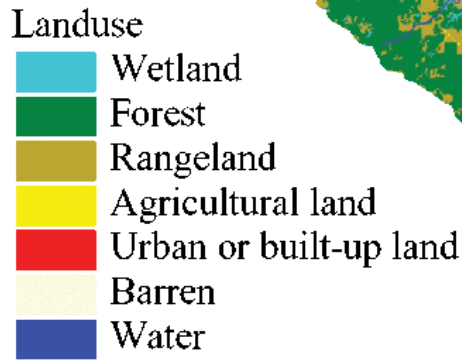 Landuse
Wetland
Forest
Rangeland
Agricultural land
Urban or built-up land
Barren
Water